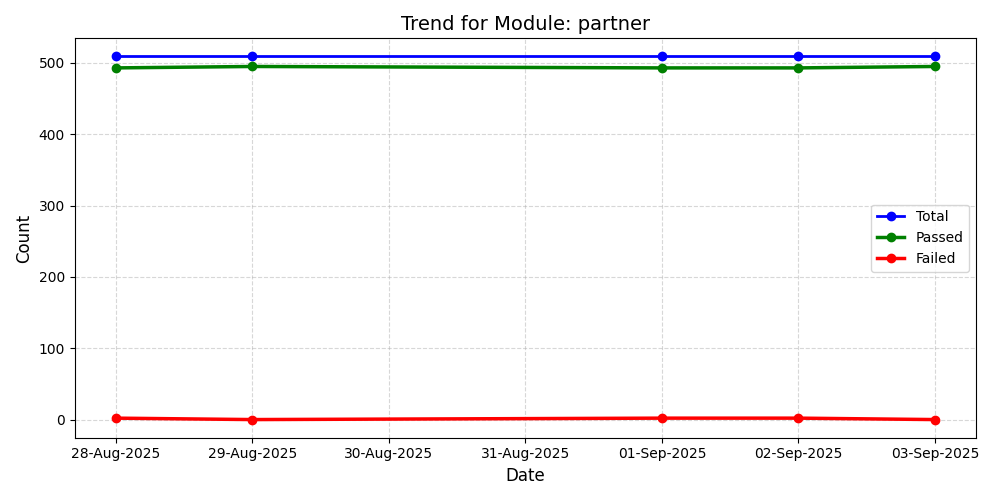 Trend for Module: partner
Count
500
400
300
200
100
0
Total
Passed
Failed
28-Aug-2025 29-Aug-2025 30-Aug-2025 31-Aug-2025 01-Sep-2025 02-Sep-2025 03-Sep-2025
Date